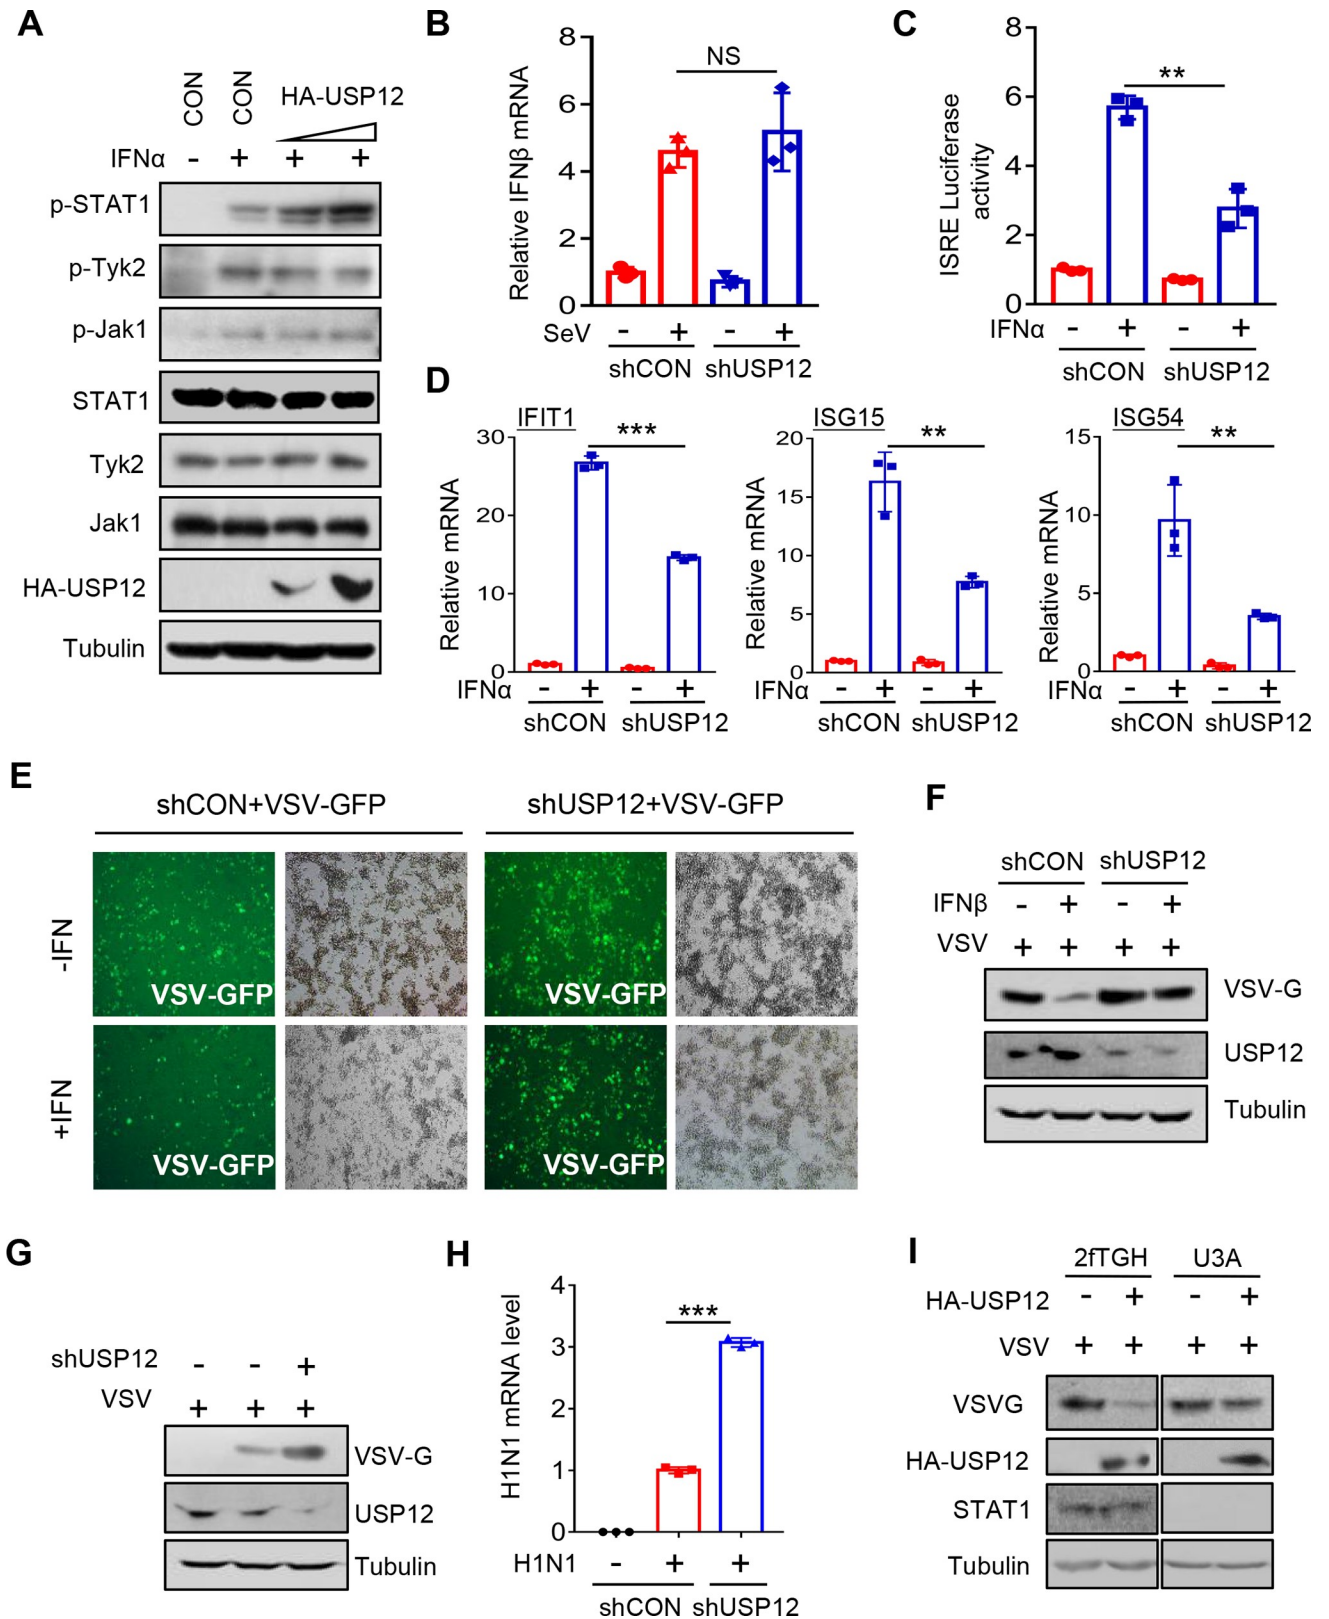 A
CON
CON
HA-USP12
IFNα - + + +
p-STAT1
p-Tyk2
p-Jak1
STAT1
Tyk2
Jak1
HA-USP12
Tubulin
B
Relative IFNβ mRNA
8
6
4
2
0
NS
SeV - + - +
shCON shUSP12
C
ISRE Luciferase
activity
8
6
4
2
0
**
IFNα - + - +
shCON shUSP12
D
IFIT1
Relative mRNA
30
20
10
0
***
IFNα - + - +
shCON shUSP12
ISG15
Relative mRNA
20
15
10
5
0
**
IFNα - + - +
shCON shUSP12
ISG54
Relative mRNA
15
10
5
0
**
IFNα - + - +
shCON shUSP12
E
shCON+VSV-GFP shUSP12+VSV-GFP
-IFN
VSV-GFP VSV-GFP
+IFN
VSV-GFP VSV-GFP
F
shCON shUSP12
IFNβ - + - +
VSV + + + +
VSV-G
USP12
Tubulin
G
shUSP12 - - +
VSV + + +
VSV-G
USP12
Tubulin
H
H1N1 mRNA level
4
3
2
1
0
***
H1N1 - + +
shCON shUSP12
I
2fTGH U3A
HA-USP12 - + - +
VSV + + + +
VSVG
HA-USP12
STAT1
Tubulin